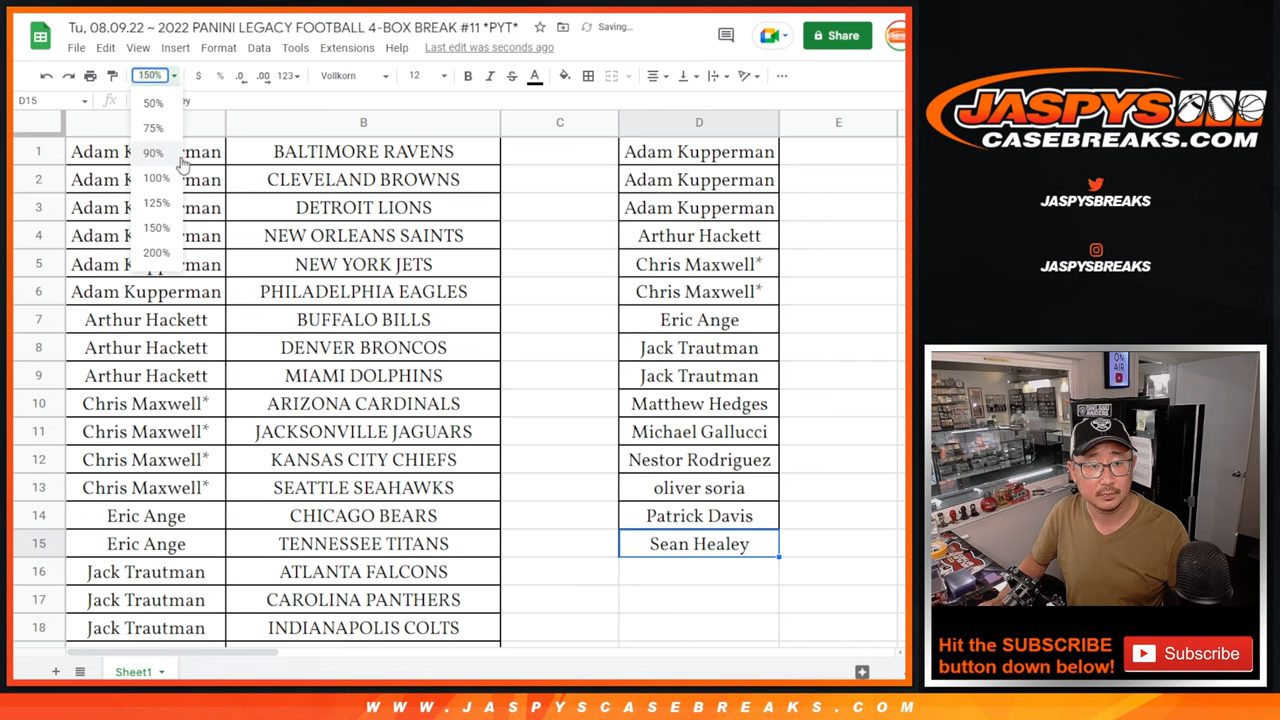 Tu, 08.09.22 ~ 2022 PANINI LEGACY FOOTBALL 4-BOX BREAK #11 *PYT*
Saving...
File Edit View Insert Format Data Tools Extensions Help Last edit was seconds ago
Share
150% $ % .0 .00 123 Vollkorn 12 B I S A
D15 fx ey
50%
75%
90%
100%
125%
150%
200%
A B C D E
1 Adam Kupperman BALTIMORE RAVENS Adam Kupperman
2 Adam K man CLEVELAND BROWNS Adam Kupperman
3 Adam K man DETROIT LIONS Adam Kupperman
4 Adam K man NEW ORLEANS SAINTS Arthur Hackett
5 Adam K man NEW YORK JETS Chris Maxwell*
6 Adam Kupperman PHILADELPHIA EAGLES Chris Maxwell*
7 Arthur Hackett BUFFALO BILLS Eric Ange
8 Arthur Hackett DENVER BRONCOS Jack Trautman
9 Arthur Hackett MIAMI DOLPHINS Jack Trautman
10 Chris Maxwell* ARIZONA CARDINALS Matthew Hedges
11 Chris Maxwell* JACKSONVILLE JAGUARS Michael Gallucci
12 Chris Maxwell* KANSAS CITY CHIEFS Nestor Rodriguez
13 Chris Maxwell* SEATTLE SEAHAWKS oliver soria
14 Eric Ange CHICAGO BEARS Patrick Davis
15 Eric Ange TENNESSEE TITANS Sean Healey
16 Jack Trautman ATLANTA FALCONS
17 Jack Trautman CAROLINA PANTHERS
18 Jack Trautman INDIANAPOLIS COLTS
Sheet1
JASPYS
CASEBREAKS.COM
JASPYSBREAKS
JASPYSBREAKS
ON AIR
Hit the SUBSCRIBE
button down below!
Subscribe
WWW.JASPYSCASEBREAKS.COM